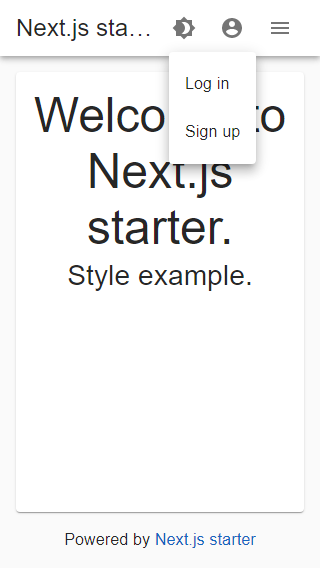 Next.js sta...
Log in
Sign up
Welco to
Next.js
starter.
Style example.
Powered by Next.js starter